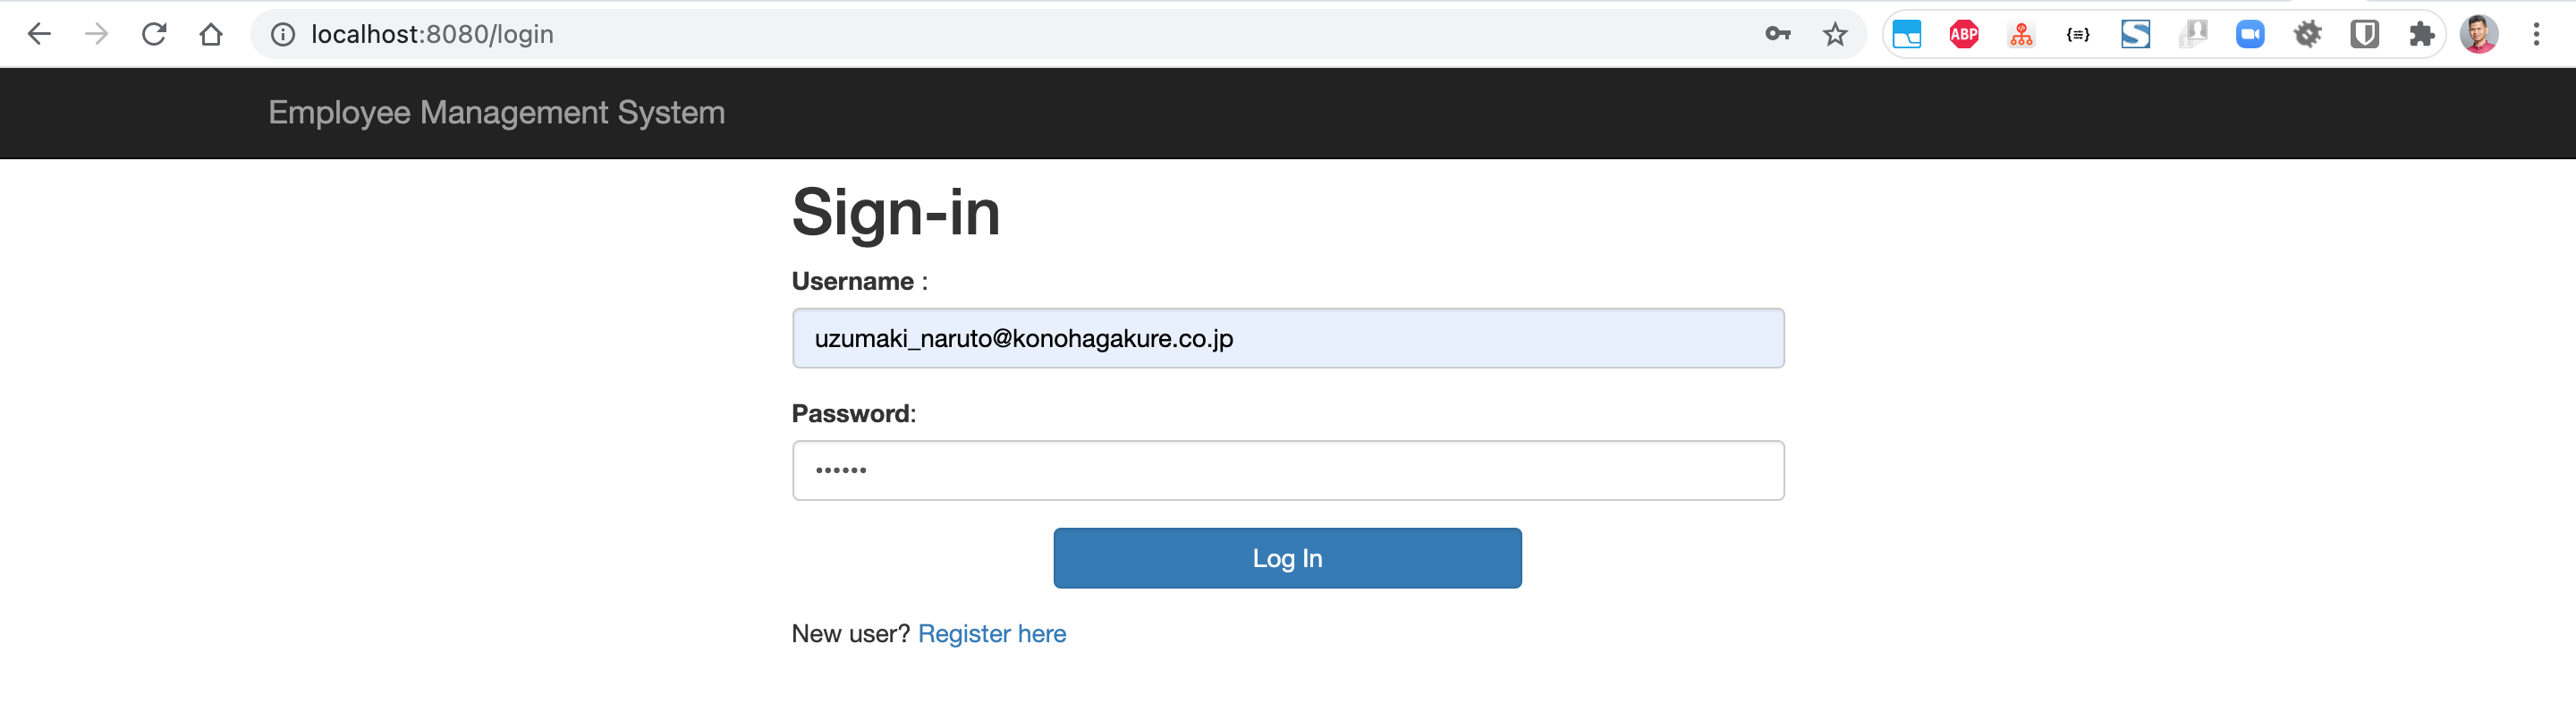 localhost:8080/login
ABP
Employee Management System
Sign-in
Username :
uzumaki_naruto@konohagakure.co.jp
Password:
••••••
Log In
New user? Register here